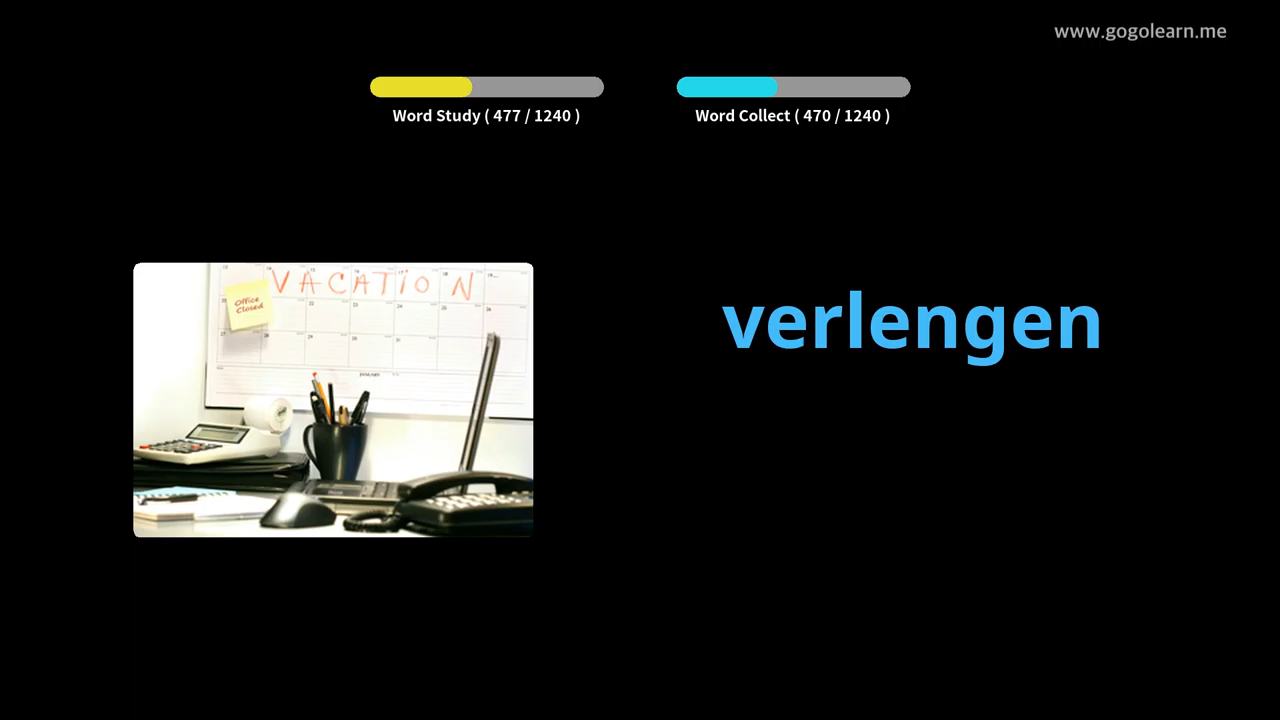 www.gogolearn.me
Word Study ( 477 / 1240 )
Word Collect ( 470 / 1240 )
verlengen
VACATION
Office
Closed